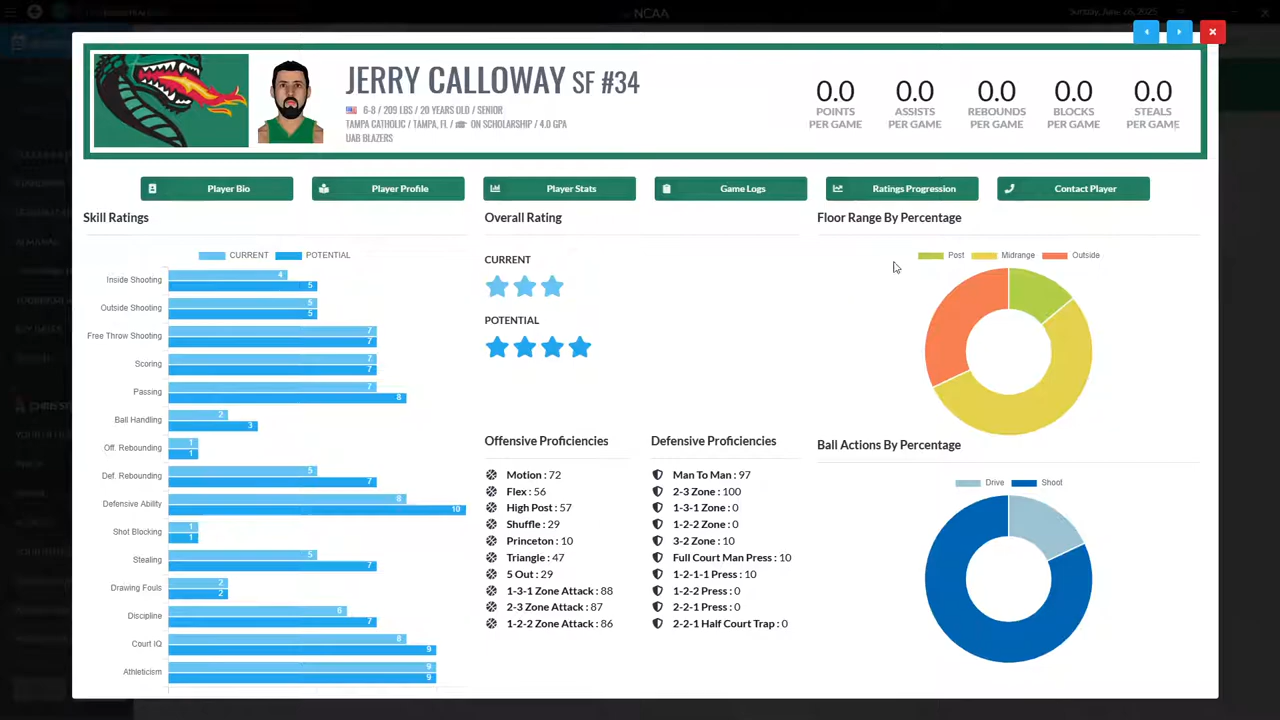 NCAA
Sunday, June 26, 2025
JERRY CALLOWAY SF #34
6-8 / 209 LBS / 20 YEARS OLD / SENIOR
TAMPA CATHOLIC / TAMPA, FL / ON SCHOLARSHIP / 4.0 GPA
UAB BLAZERS
0.0 0.0 0.0 0.0 0.0
POINTS ASSISTS REBOUNDS BLOCKS STEALS
PER GAME PER GAME PER GAME PER GAME PER GAME
Player Bio Player Profile Player Stats Game Logs Ratings Progression Contact Player
Skill Ratings
CURRENT POTENTIAL
Inside Shooting 4 5
Outside Shooting 5 5
Free Throw Shooting 7 7
Scoring 7 7
Passing 7 8
Ball Handling 2 3
Off. Rebounding 1 1
Def. Rebounding 5 7
Defensive Ability 8 10
Shot Blocking 1 1
Stealing 5 7
Drawing Fouls 2 2
Discipline 6 7
Court IQ 8 9
Athleticism 9 9
Overall Rating
CURRENT
POTENTIAL
Offensive Proficiencies
Motion : 72
Flex : 56
High Post : 57
Shuffle : 29
Princeton : 10
Triangle : 47
5 Out : 29
1-3-1 Zone Attack : 88
2-3 Zone Attack : 87
1-2-2 Zone Attack : 86
Defensive Proficiencies
Man To Man : 97
2-3 Zone : 100
1-3-1 Zone : 0
1-2-2 Zone : 0
3-2 Zone : 10
Full Court Man Press : 10
1-2-1-1 Press : 10
1-2-2 Press : 0
2-2-1 Press : 0
2-2-1 Half Court Trap : 0
Floor Range By Percentage
Post Midrange Outside
Ball Actions By Percentage
Drive Shoot